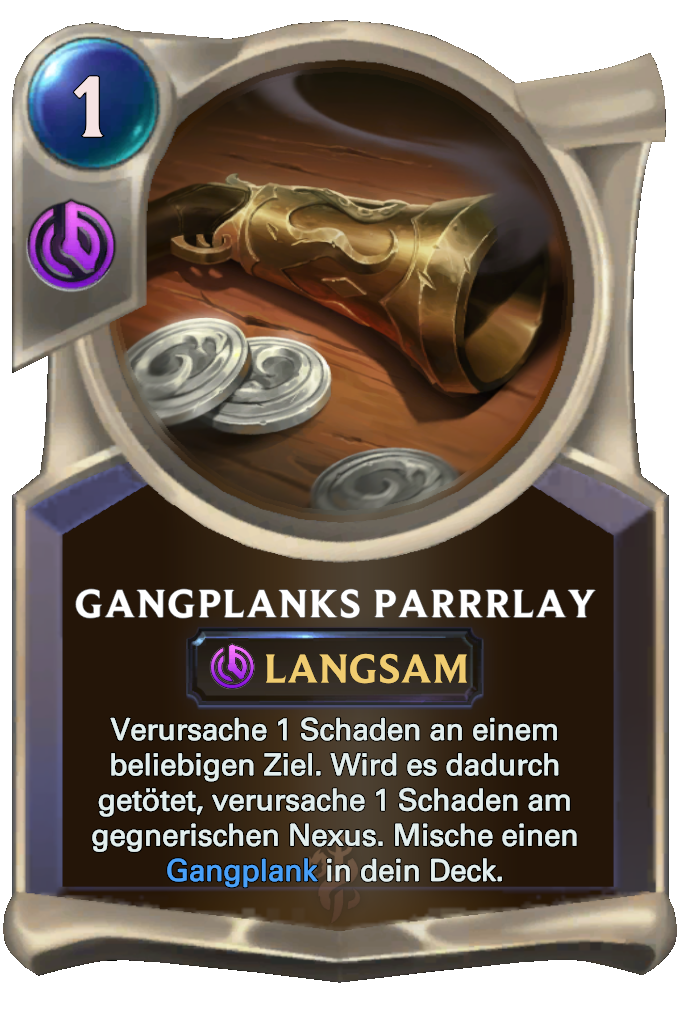 1
GANGPLANKS PARRRLAY
LANGSAM
Verursache 1 Schaden an einem
beliebigen Ziel. Wird es dadurch
getötet, verursache 1 Schaden am
gegnerischen Nexus. Mische einen
Gangplank in dein Deck.